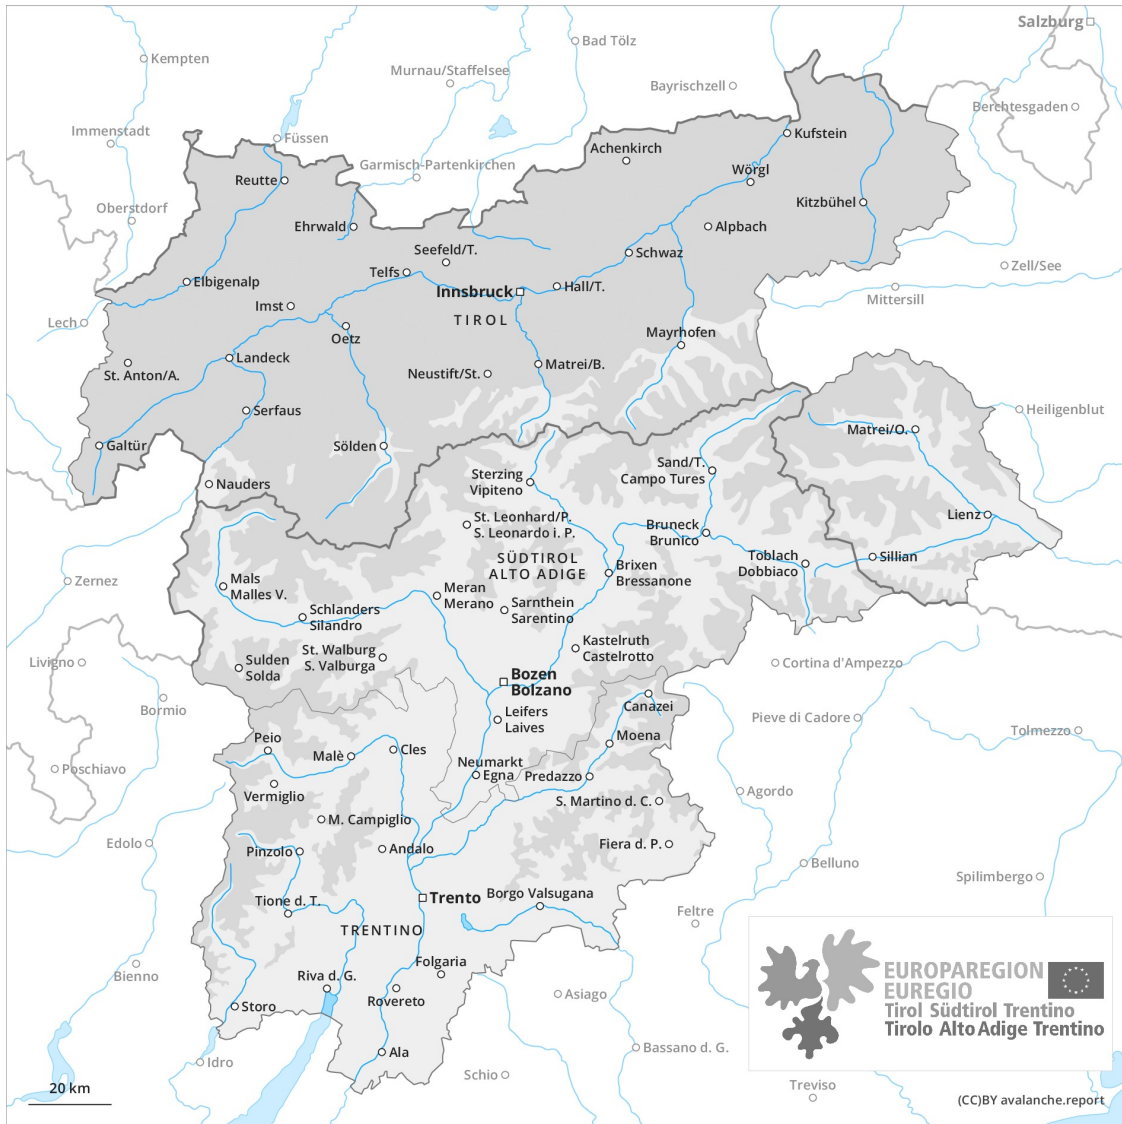 Salzburg
Kempten
Bad Tölz
Murnau/Staffelsee
Bayrischzell
Berchtesgaden
Immenstadt
Füssen
Kufstein
Achenkirch
Garmisch-Partenkirchen
Wörgl
Reutte
Oberstdorf
Kitzbühel
Ehrwald
Alpbach
Seefeld/T.
Schwaz
Telfs
Zell/See
Elbigenalp
Innsbruck
Hall/T.
Mittersill
Imst
TIROL
Lech
Oetz
Mayrhofen
Landeck
Matrei/B.
St. Anton/A.
Neustift/St.
Serfaus
Heiligenblut
Matrei/O.
Galtür
Sölden
Sand/T.
Campo Tures
Sterzing
Vipiteno
Nauders
Lienz
St. Leonhard/P.
S. Leonardo i. P.
Bruneck
Brunico
SÜDTIROL
ALTO ADIGE
Toblach
Dobbiaco
Sillian
Brixen
Bressanone
Zernez
Mals
Malles V.
Meran
Merano
Sarnthein
Sarentino
Schlanders
Silandro
Kastelruth
Castelrotto
St. Walburg
S. Valburga
Livigno
Sulden
Solda
Cortina d'Ampezzo
Bozen
Bolzano
Bormio
Canazei
Leifers
Laives
Pieve di Cadore
Tolmezzo
Peio
Moena
Cles
Malè
Neumarkt
Egna
Predazzo
Poschiavo
Vermiglio
Agordo
S. Martino d. C.
M. Campiglio
Edolo
Pinzolo
Andalo
Fiera d. P.
Belluno
Spilimbergo
Tione d. T.
Trento
Borgo Valsugana
Feltre
TRENTINO
Folgaria
Bienno
Riva d. G.
Rovereto
Asiago
Storo
EUROPAREGION
EUREGIO
Tirol Südtirol Trentino
Tirolo Alto Adige Trentino
Ala
Bassano d. G.
Idro
Schio
Treviso
20 km
(CC)BY avalanche.report